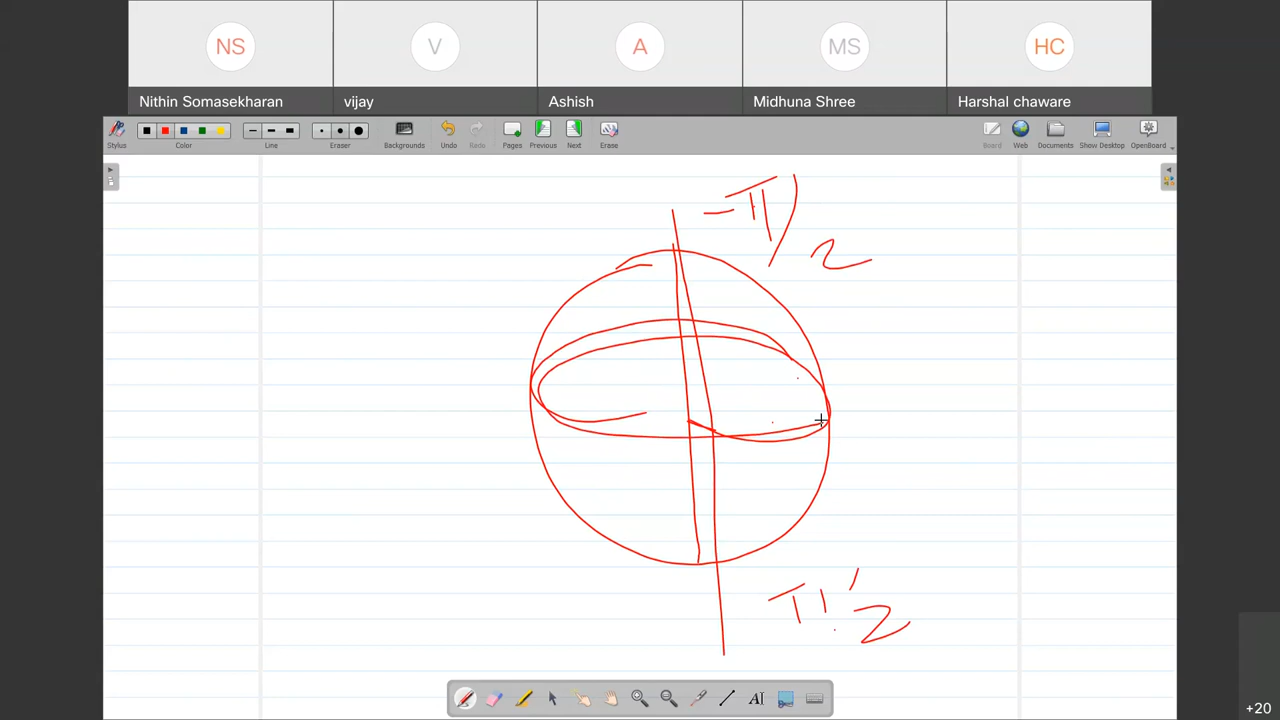 NS
V
A
MS
HC
Nithin Somasekharan
vijay
Ashish
Midhuna Shree
Harshal chaware
Stylus
Color
Line
Eraser
Backgrounds
Undo
Redo
Pages
Previous
Next
Erase
Board
Web
Documents
Show Desktop
OpenBoard
-π/2
π/2
AI
+20